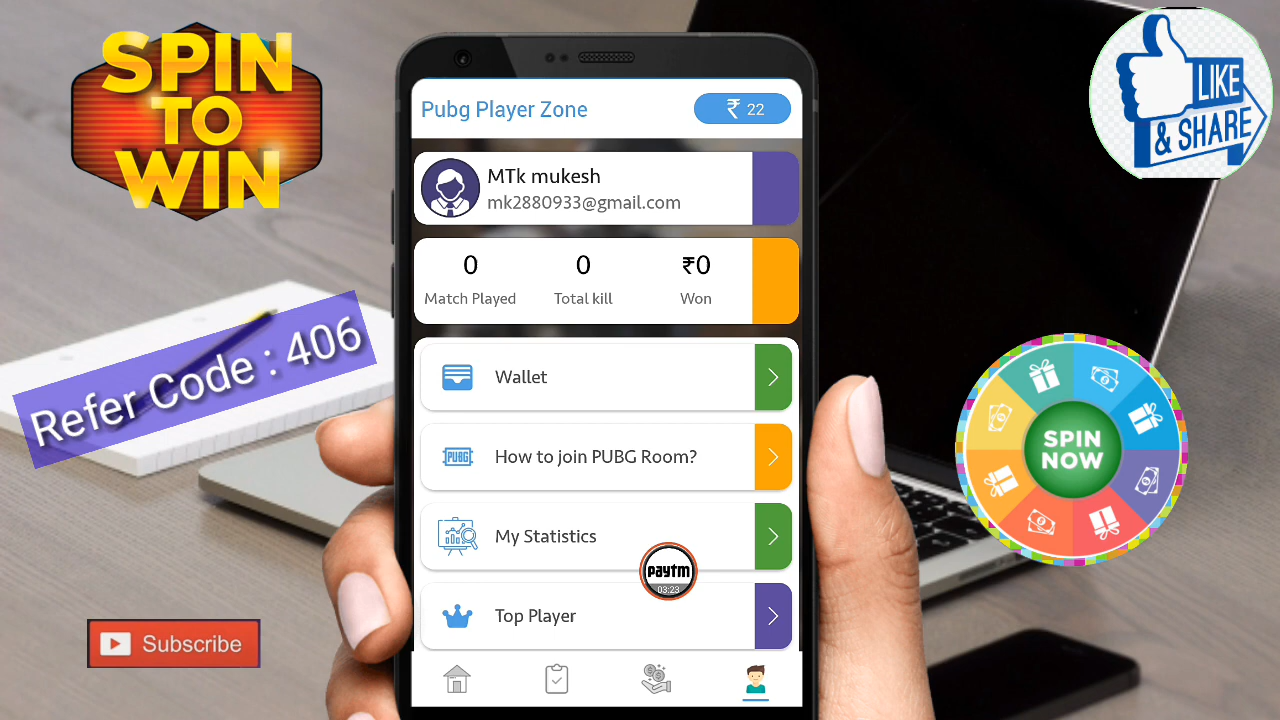 SPIN
TO
WIN
LIKE
& SHARE
Pubg Player Zone
₹ 22
MTk mukesh
mk2880933@gmail.com
0
0
₹0
Match Played
Total kill
Won
Refer Code : 406
Wallet
PUBG
How to join PUBG Room?
My Statistics
paytm
03:23
Top Player
SPIN
NOW
Subscribe